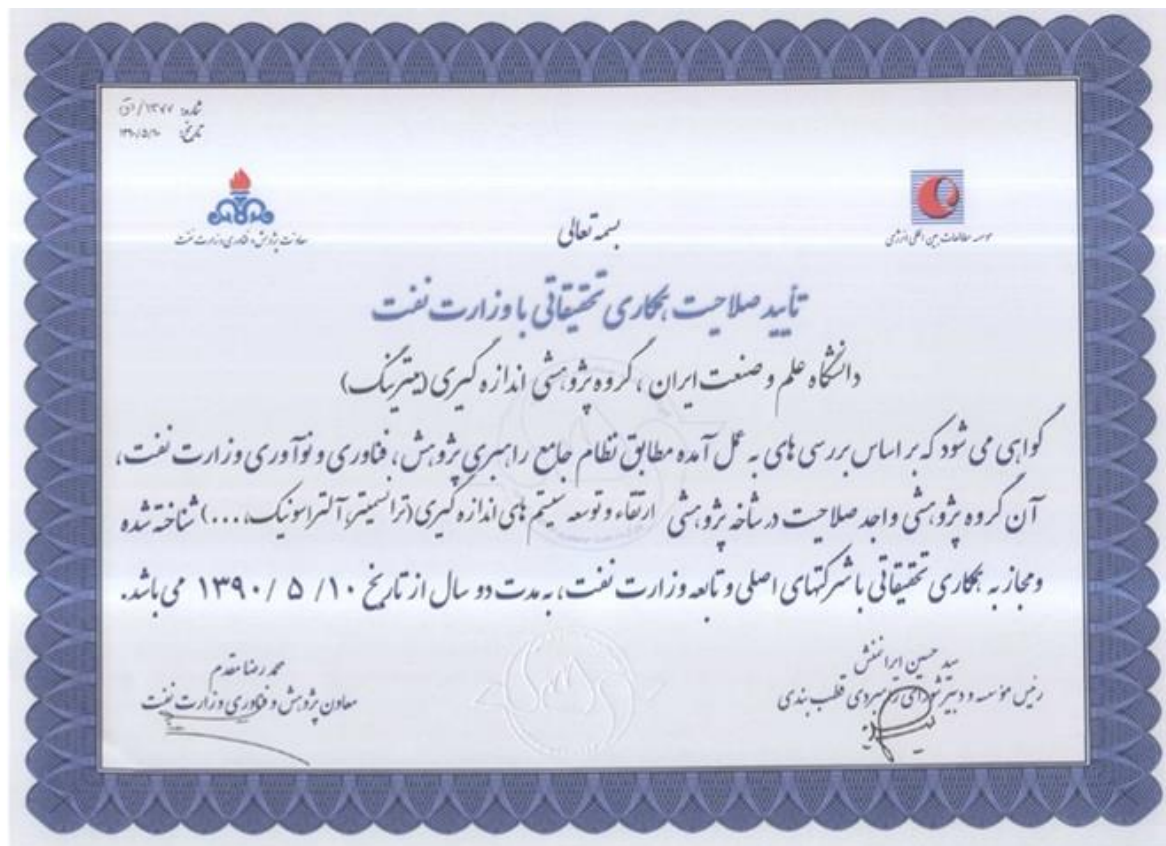 شماره: ۱۳۷۷/
تاریخ: ۱۳۹۰/۵/۱۰
موسسه مطالعات بین المللی انرژی
معاونت پژوهش و فناوری وزارت نفت
بسمه تعالی
تأیید صلاحیت همکاری تحقیقاتی با وزارت نفت
دانشگاه علم و صنعت ایران ، گروه پژوهشی اندازه گیری (میترینگ)
گواهی می شود که بر اساس بررسی های به عمل آمده مطابق نظام جامع راهبری پژوهش، فناوری و نوآوری وزارت نفت،
آن گروه پژوهشی واجد صلاحیت در شاخه پژوهشی ارتقاء و توسعه سیستم های اندازه گیری (ترانسمیتر، آلتراسونیک، ...) شناخته شده
و مجاز به همکاری تحقیقاتی با شرکتهای اصلی و تابعه وزارت نفت، به مدت دو سال از تاریخ ۱۰/ ۵ /۱۳۹۰ می باشد.
سید حسین ایرانمنش
رئیس مؤسسه و دبیر شورای راهبردی قطب بندی
محمد رضا مقدم
معاون پژوهش و فناوری وزارت نفت